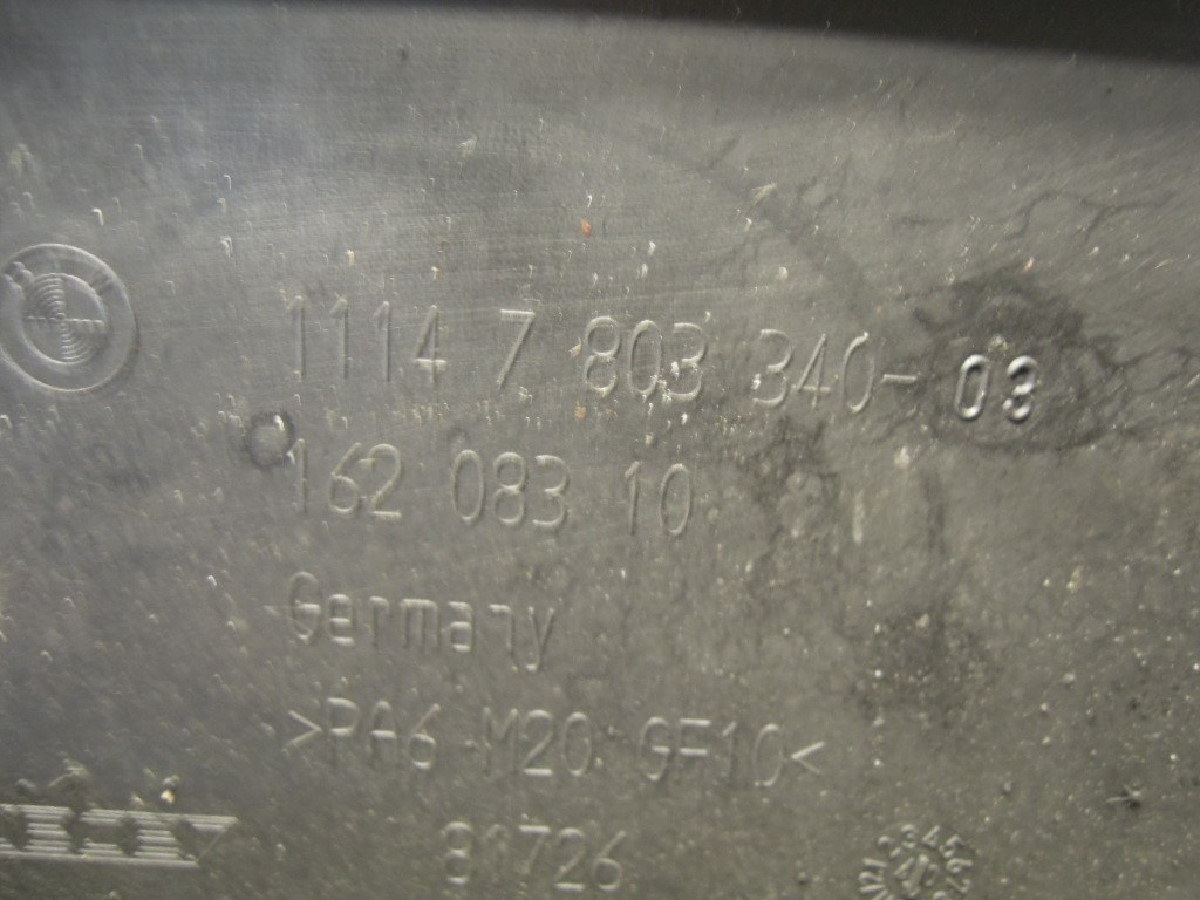 1114 7 803 340-03
162 083 10
Germany
>PA6 M20 GF10<
81726